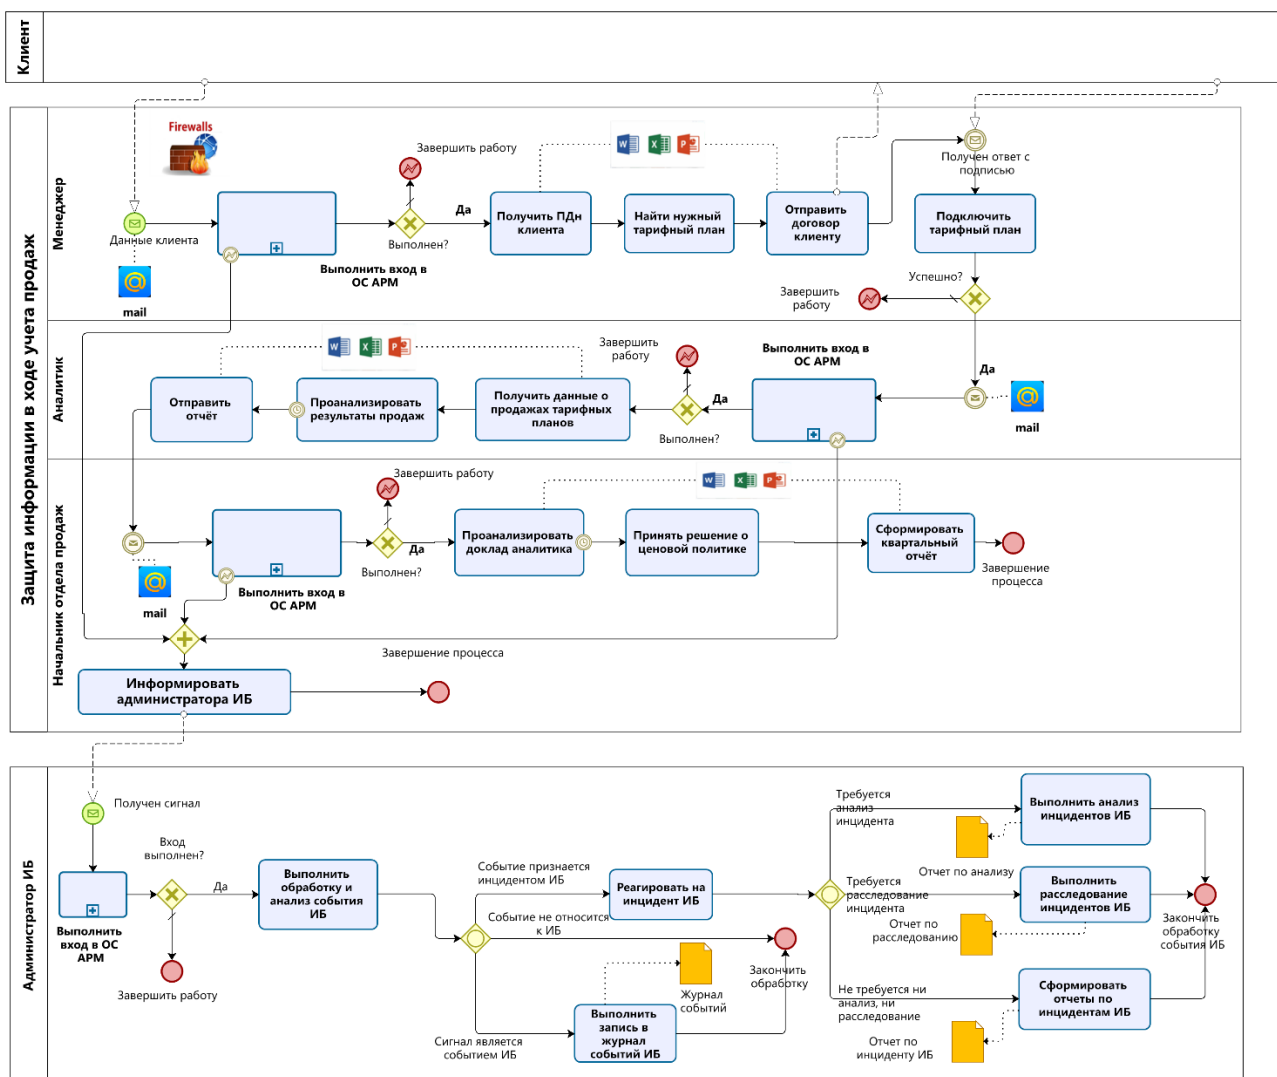 Клиент
Защита информации в ходе учета продаж
Менеджер
Firewalls
Данные клиента
mail
Выполнить вход в
ОС АРМ
Завершить работу
Выполнен?
Да
Получить ПДн
клиента
W
X
P
Найти нужный
тарифный план
Отправить
договор
клиенту
Получен ответ с
подписью
Подключить
тарифный план
Успешно?
Завершить
работу
Да
Аналитик
mail
Выполнить вход в
ОС АРМ
Да
Выполнен?
Завершить
работу
Получить данные о
продажах тарифных
планов
W
X
P
Проанализировать
результаты продаж
Отправить
отчёт
Начальник отдела продаж
mail
Выполнить вход в
ОС АРМ
Завершить работу
Да
Выполнен?
Проанализировать
доклад аналитика
W
X
P
Принять решение о
ценовой политике
Сформировать
квартальный
отчёт
Завершение
процесса
Информировать
администратора ИБ
Завершение процесса
Администратор ИБ
Получен сигнал
Выполнить
вход в ОС
АРМ
Вход
выполнен?
Да
Завершить работу
Выполнить
обработку и
анализ события
ИБ
Событие признается
инцидентом ИБ
Событие не относится
к ИБ
Сигнал является
событием ИБ
Реагировать на
инцидент ИБ
Журнал
событий
Выполнить
запись в
журнал
событий ИБ
Закончить
обработку
Требуется
анализ
инцидента
Требуется
расследование
инцидента
Не требуется ни
анализ, ни
расследование
Выполнить анализ
инцидентов ИБ
Отчет по анализу
Выполнить
расследование
инцидентов ИБ
Отчет по
расследованию
Сформировать
отчеты по
инцидентам ИБ
Отчет по
инциденту ИБ
Закончить
обработку
события ИБ